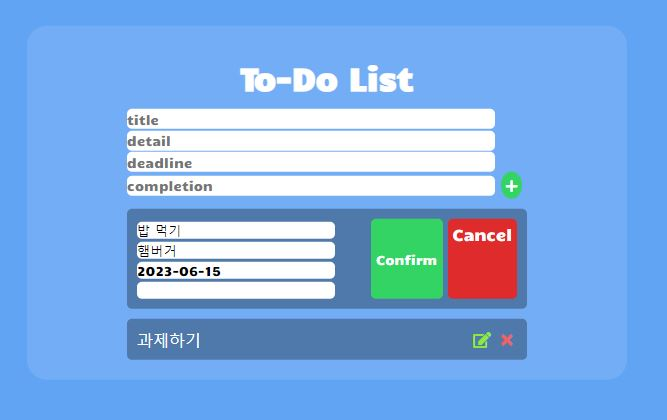 To-Do List
title
detail
deadline
completion
밥 먹기
햄버거
2023-06-15
Confirm
Cancel
과제하기